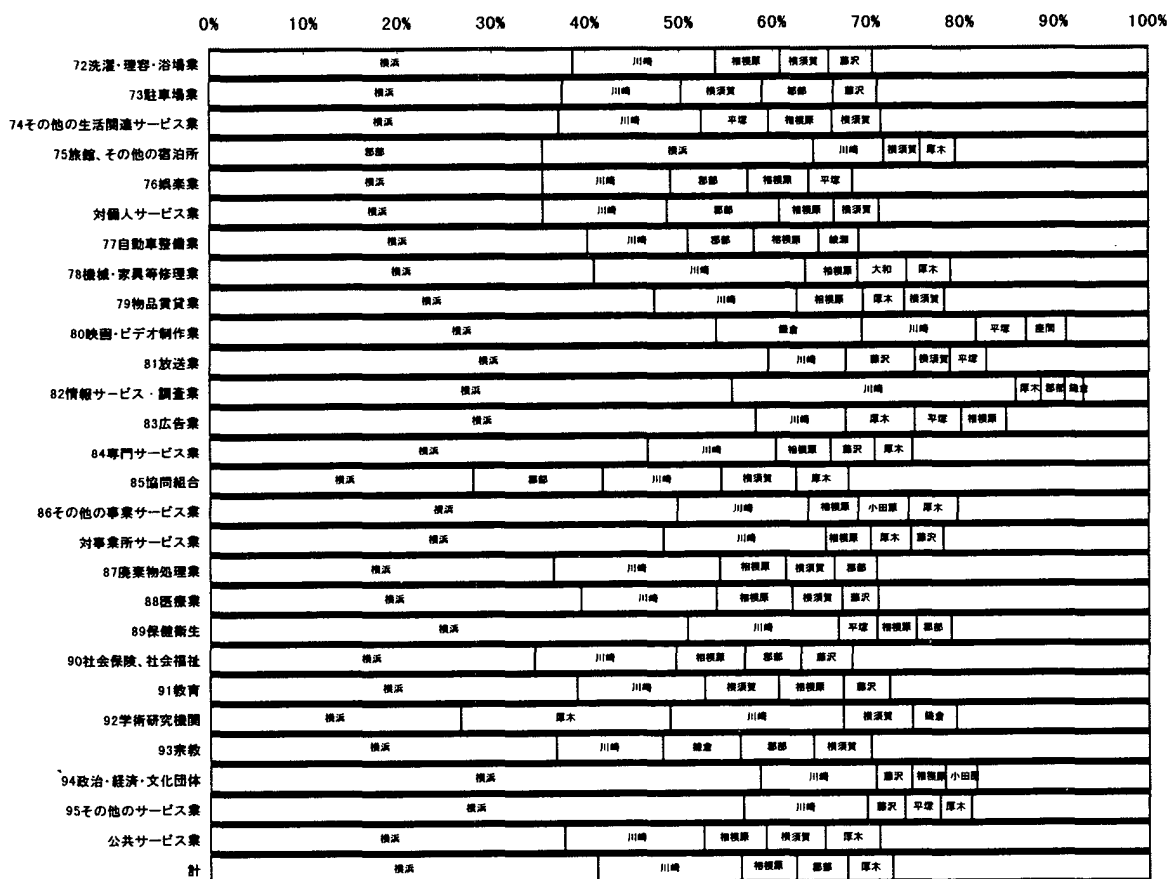 0% 10% 20% 30% 40% 50% 60% 70% 80% 90% 100%
72洗濯・理容・浴場業 横浜 川崎 相模原 横須賀 藤沢
73駐車場業 横浜 川崎 横須賀 郡部 藤沢
74その他の生活関連サービス業 横浜 川崎 平塚 相模原 横須賀
75旅館、その他の宿泊所 郡部 横浜 川崎 横須賀 厚木
76娯楽業 横浜 川崎 郡部 相模原 平塚
対個人サービス業 横浜 川崎 郡部 相模原 横須賀
77自動車整備業 横浜 川崎 郡部 相模原 綾瀬
78機械・家具等修理業 横浜 川崎 相模原 大和 厚木
79物品賃貸業 横浜 川崎 相模原 厚木 横須賀
80映画・ビデオ制作業 横浜 鎌倉 川崎 平塚 座間
81放送業 横浜 川崎 藤沢 横須賀 平塚
82情報サービス・調査業 横浜 川崎 厚木 郡部 鎌倉
83広告業 横浜 川崎 厚木 平塚 相模原
84専門サービス業 横浜 川崎 相模原 藤沢 厚木
85協同組合 横浜 郡部 川崎 横須賀 厚木
86その他の事業サービス業 横浜 川崎 相模原 小田原 厚木
対事業所サービス業 横浜 川崎 相模原 厚木 藤沢
87廃棄物処理業 横浜 川崎 相模原 横須賀 郡部
88医療業 横浜 川崎 相模原 横須賀 藤沢
89保健衛生 横浜 川崎 平塚 相模原 郡部
90社会保険、社会福祉 横浜 川崎 相模原 郡部 藤沢
91教育 横浜 川崎 横須賀 相模原 藤沢
92学術研究機関 横浜 厚木 川崎 横須賀 鎌倉
93宗教 横浜 川崎 鎌倉 郡部 横須賀
94政治・経済・文化団体 横浜 川崎 藤沢 相模原 小田原
95その他のサービス業 横浜 川崎 藤沢 平塚 厚木
公共サービス業 横浜 川崎 相模原 横須賀 厚木
計 横浜 川崎 相模原 郡部 厚木